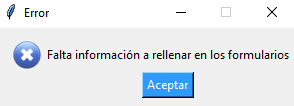 Error
Falta información a rellenar en los formularios
Aceptar